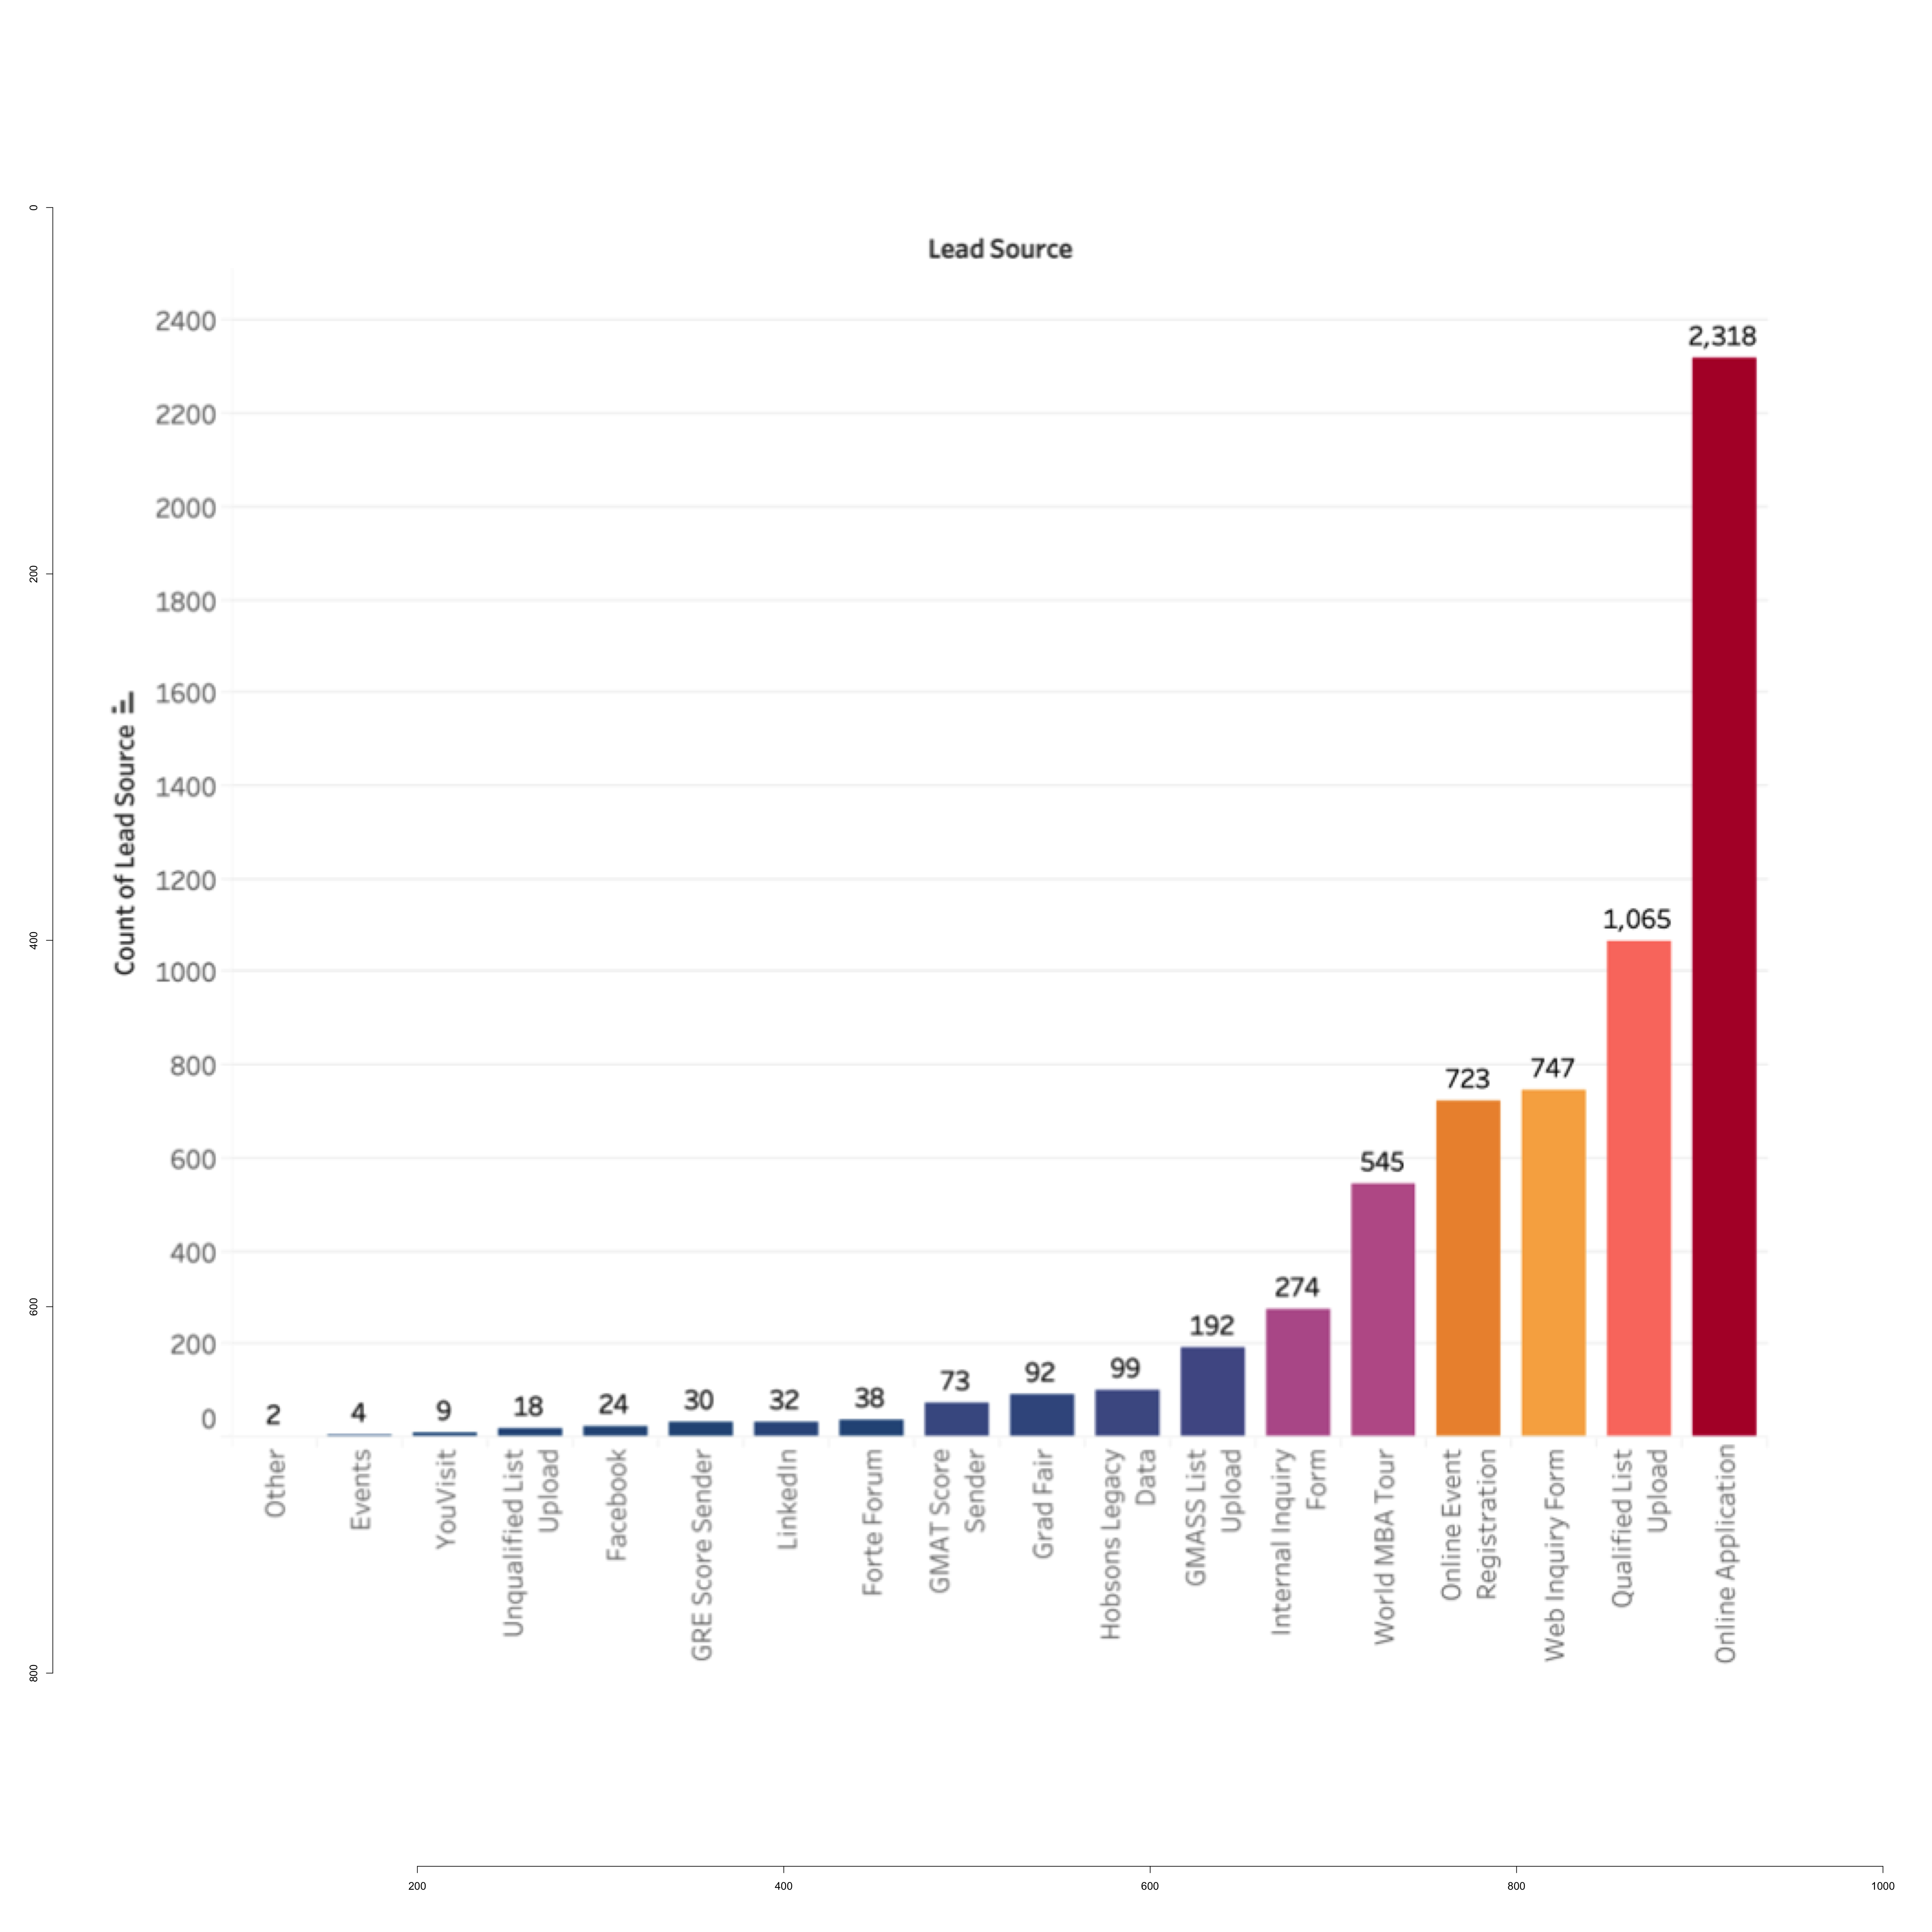 Lead Source
Count of Lead Source
2400
2200
2000
1800
1600
1400
1200
1000
800
600
400
200
0
2
4
9
18
24
30
32
38
73
92
99
192
274
545
723
747
1,065
2,318
Other
Events
YouVisit
Unqualified List
Upload
Facebook
GRE Score Sender
LinkedIn
Forte Forum
GMAT Score
Sender
Grad Fair
Hobsons Legacy
Data
GMASS List
Upload
Internal Inquiry
Form
World MBA Tour
Online Event
Registration
Web Inquiry Form
Qualified List
Upload
Online Application
0
200
400
600
800
200
400
600
800
1000